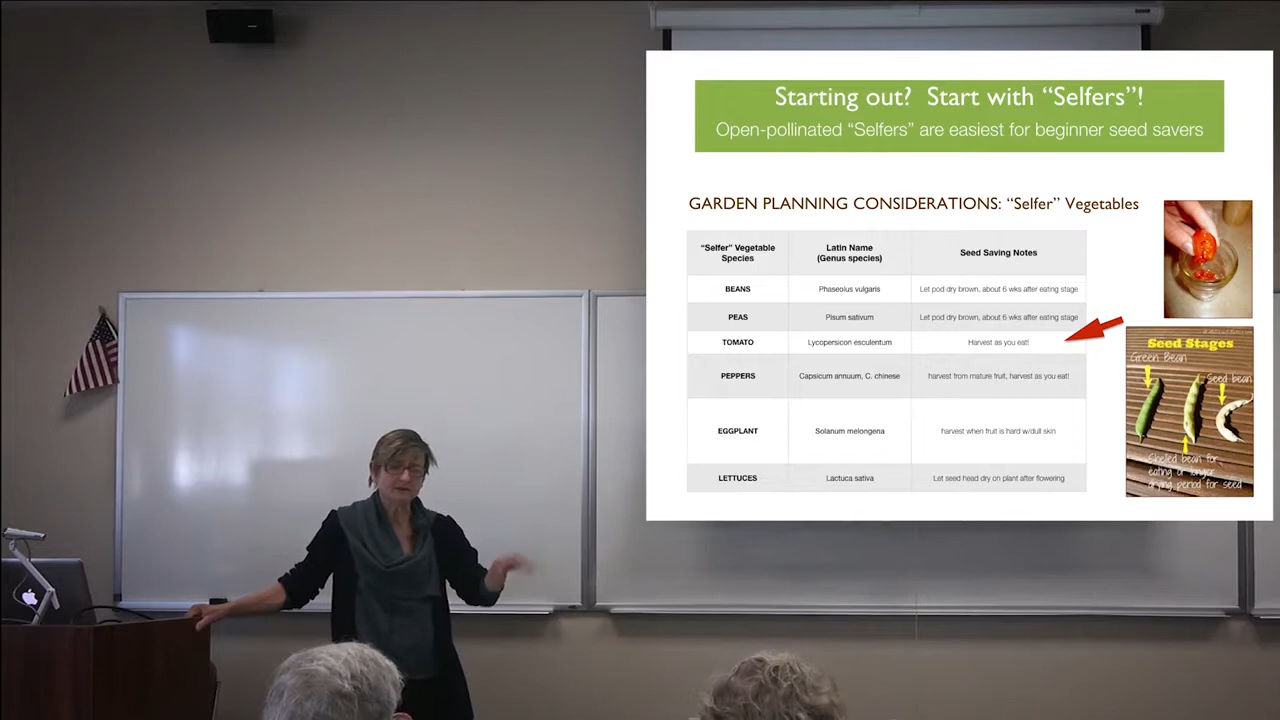 Starting out? Start with “Selfers”!
Open-pollinated “Selfers” are easiest for beginner seed savers
GARDEN PLANNING CONSIDERATIONS: “Selfer” Vegetables
“Selfer” Vegetable Species
Latin Name (Genus species)
Seed Saving Notes
BEANS
Phaseolus vulgaris
Let pod dry brown, about 6 wks after eating stage
PEAS
Pisum sativum
Let pod dry brown, about 6 wks after eating stage
TOMATO
Lycopersicon esculentum
Harvest as you eat!
PEPPERS
Capsicum annuum, C. chinese
harvest from mature fruit, harvest as you eat!
EGGPLANT
Solanum melongena
harvest when fruit is hard w/dull skin
LETTUCES
Lactuca sativa
Let seed head dry on plant after flowering
Seed Stages
Green Bean
Seed bean
Shelled bean for
eating or longer
drying period for seed